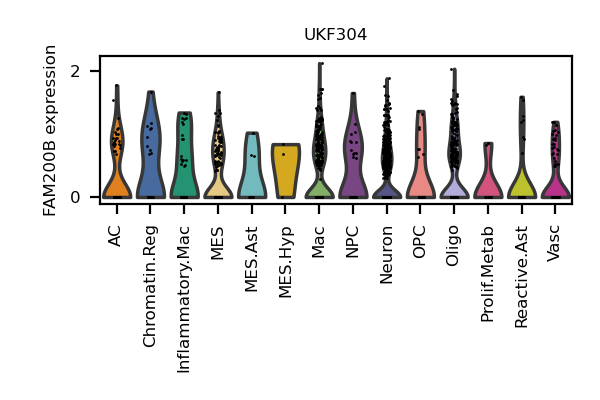 UKF304
FAM200B expression
2
0
AC
Chromatin.Reg
Inflammatory.Mac
MES
MES.Ast
MES.Hyp
Mac
NPC
Neuron
OPC
Oligo
Prolif.Metab
Reactive.Ast
Vasc